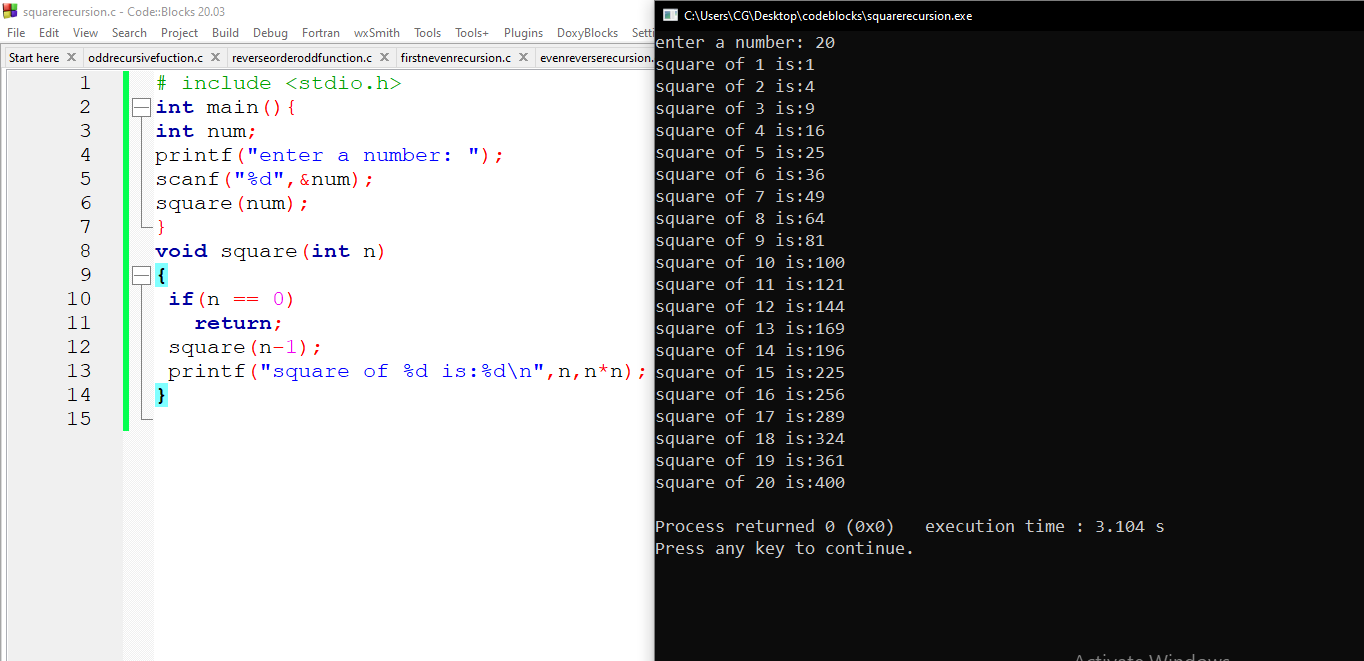 squarerecursion.c - Code::Blocks 20.03
File Edit View Search Project Build Debug Fortran wxSmith Tools Tools+ Plugins DoxyBlocks Setti
Start here oddrecursivefuction.c reverseorderoddfunction.c firstnevenrecursion.c evenreverserecursion.
1 # include <stdio.h>
2 int main(){
3 int num;
4 printf("enter a number: ");
5 scanf("%d",&num);
6 square(num);
7 }
8 void square(int n)
9 {
10 if(n == 0)
11 return;
12 square(n-1);
13 printf("square of %d is:%d\n",n,n*n);
14 }
15
C:\Users\CG\Desktop\codeblocks\squarerecursion.exe
enter a number: 20
square of 1 is:1
square of 2 is:4
square of 3 is:9
square of 4 is:16
square of 5 is:25
square of 6 is:36
square of 7 is:49
square of 8 is:64
square of 9 is:81
square of 10 is:100
square of 11 is:121
square of 12 is:144
square of 13 is:169
square of 14 is:196
square of 15 is:225
square of 16 is:256
square of 17 is:289
square of 18 is:324
square of 19 is:361
square of 20 is:400
Process returned 0 (0x0) execution time : 3.104 s
Press any key to continue.
Activate Windows